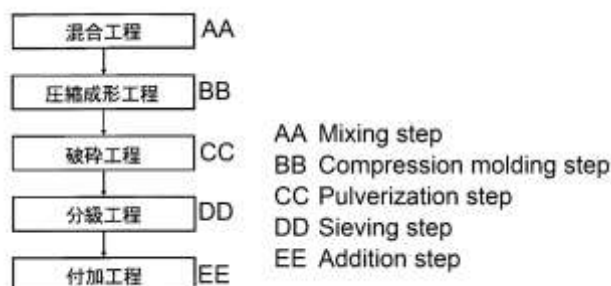 混合工程 AA
圧縮成形工程 BB
破砕工程 CC
分級工程 DD
付加工程 EE
AA Mixing step
BB Compression molding step
CC Pulverization step
DD Sieving step
EE Addition step